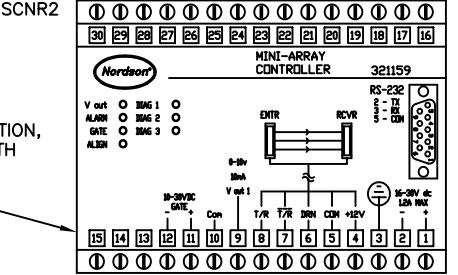 SCNR2
30 29 28 27 26 25 24 23 22 21 20 19 18 17 16
Nordson®
MINI-ARRAY
CONTROLLER
321159
RS-232
2 - TX
3 - RX
5 - COM
V out DIAG 1
ALARM DIAG 2
GATE DIAG 3
ALIGN
TION,
TH
EMTR RCVR
0-10v
10mA
V out 1
10-30VDC
GATE
- +
Com
T/R T/R DRN COM +12V
16-30V dc
1.2A MAX
- +
15 14 13 12 11 10 9 8 7 6 5 4 3 2 1